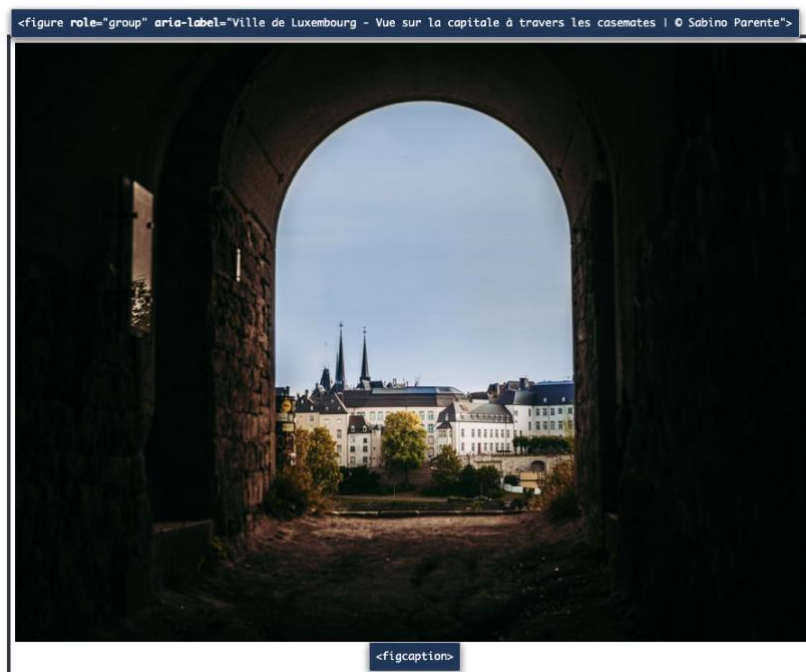 <figure role="group" aria-label="Ville de Luxembourg - Vue sur la capitale à travers les casemates | © Sabino Parente">
<figcaption>